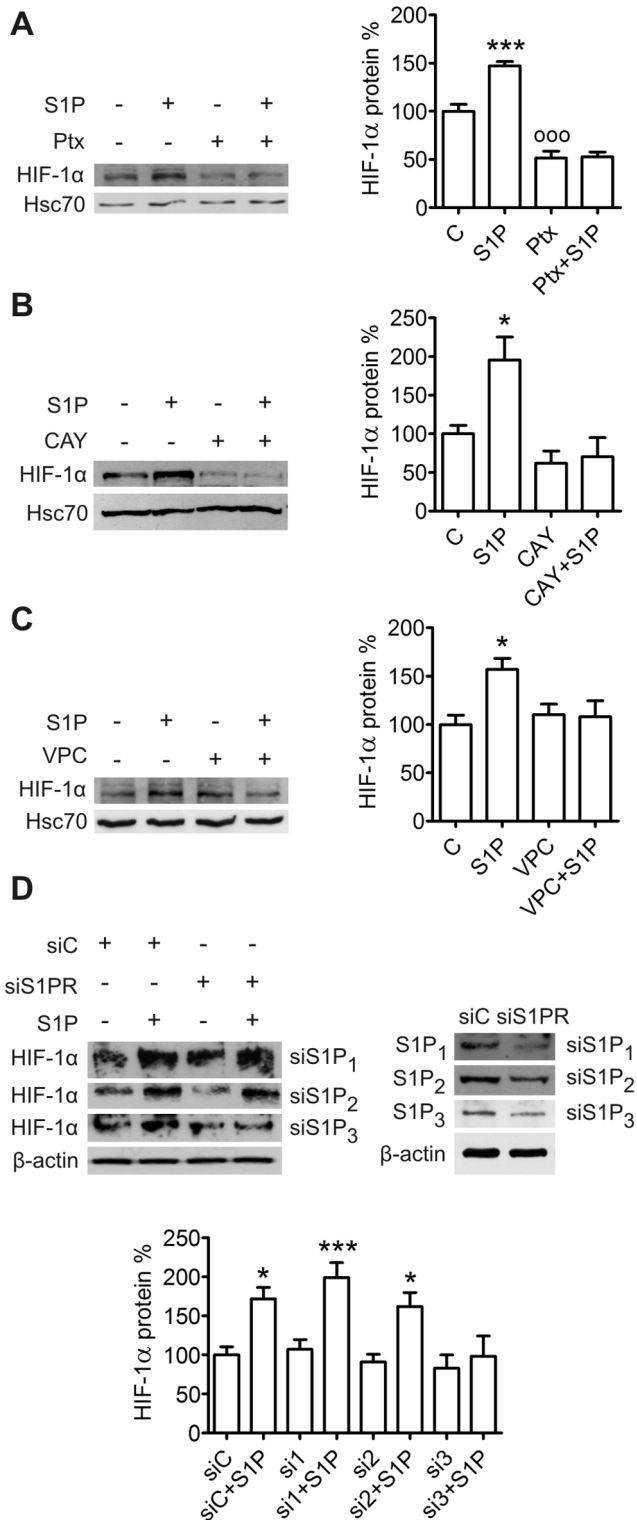 A
S1P - + - +
Ptx - - + +
HIF-1α
Hsc70
HIF-1α protein %
200
150
100
50
0
***
ooo
C
S1P
Ptx
Ptx+S1P
B
S1P - + - +
CAY - - + +
HIF-1α
Hsc70
HIF-1α protein %
250
200
150
100
50
0
*
C
S1P
CAY
CAY+S1P
C
S1P - + - +
VPC - - + +
HIF-1α
Hsc70
HIF-1α protein %
200
150
100
50
0
*
C
S1P
VPC
VPC+S1P
D
siC + + - -
siS1PR - - + +
S1P - + - +
HIF-1α siS1P1
HIF-1α siS1P2
HIF-1α siS1P3
β-actin
siC siS1PR
S1P1 siS1P1
S1P2 siS1P2
S1P3 siS1P3
β-actin
HIF-1α protein %
250
200
150
100
50
0
*
***
*
siC
siC+S1P
si1
si1+S1P
si2
si2+S1P
si3
si3+S1P